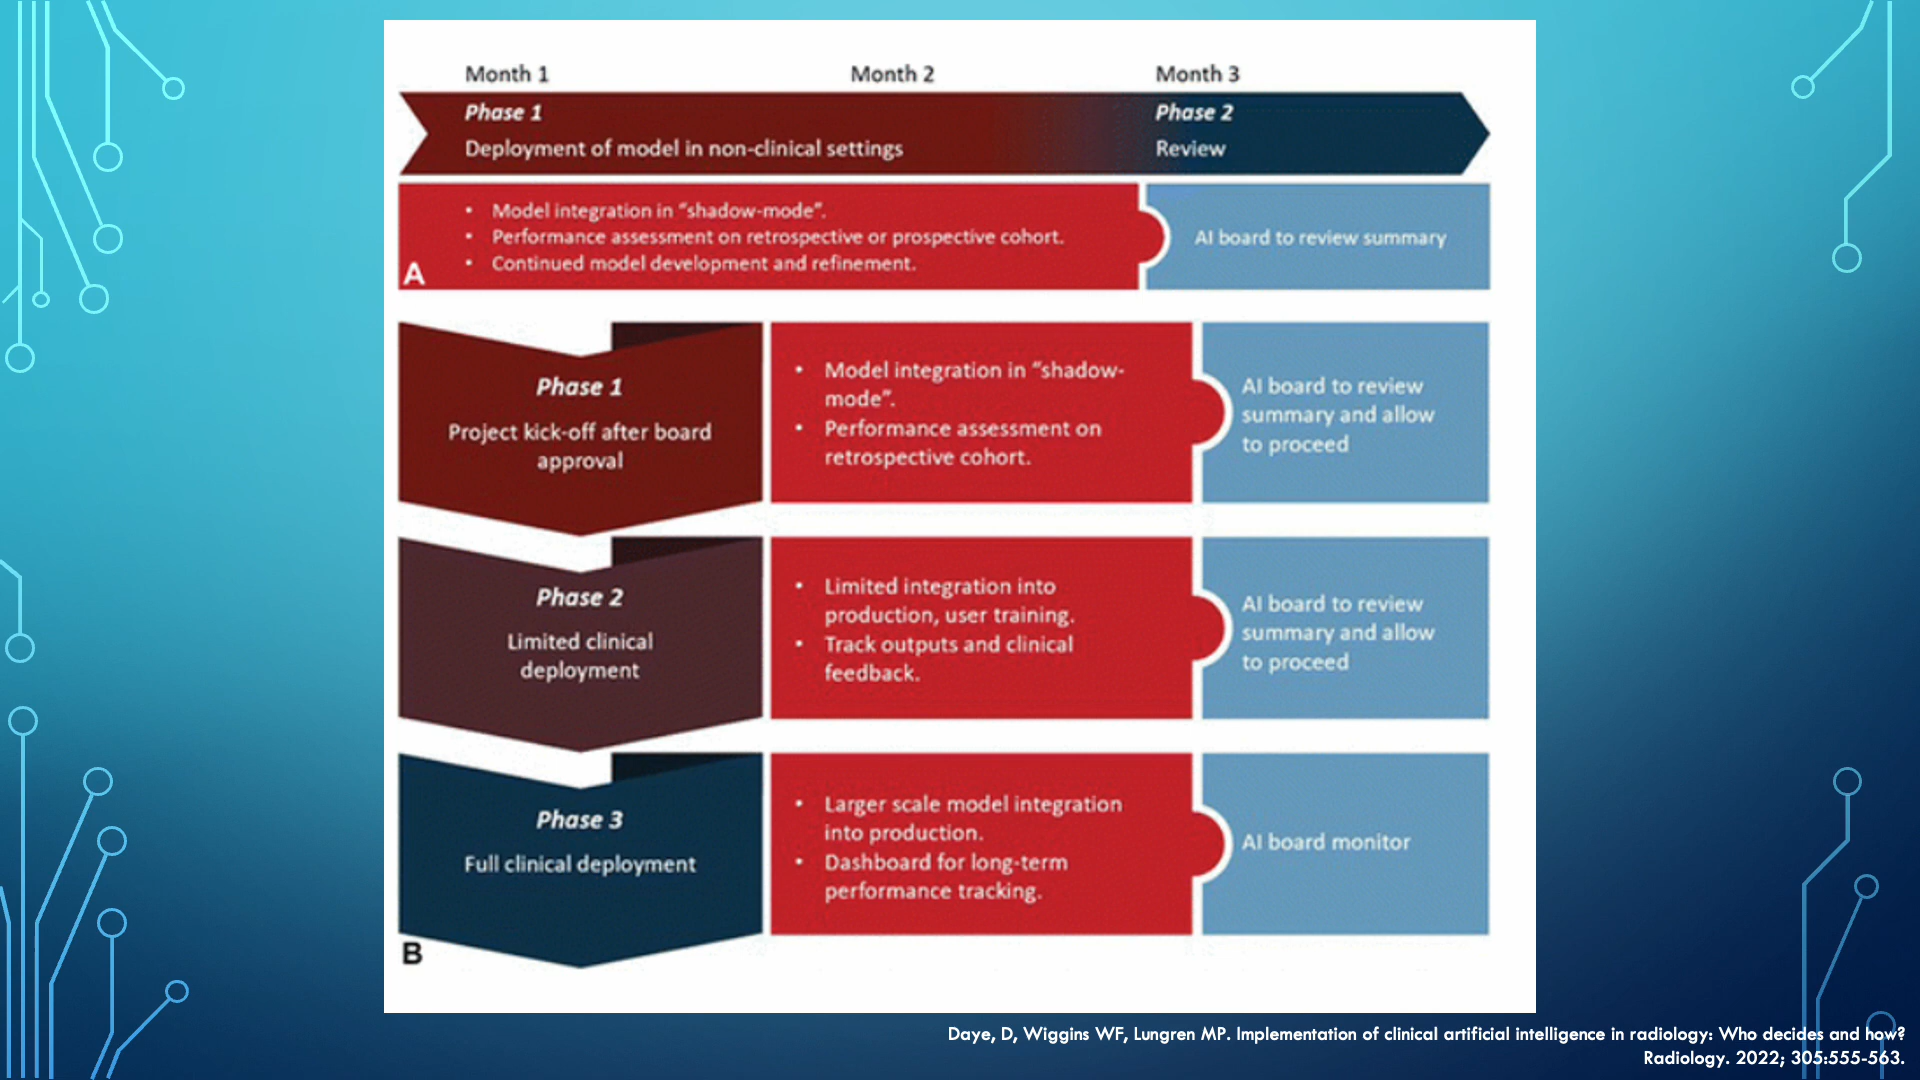 Month 1 Month 2 Month 3
Phase 1 Phase 2
Deployment of model in non-clinical settings Review
• Model integration in “shadow-mode”.
• Performance assessment on retrospective or prospective cohort.
• Continued model development and refinement.
AI board to review summary
A
Phase 1
Project kick-off after board
approval
• Model integration in “shadow-
mode”.
• Performance assessment on
retrospective cohort.
AI board to review
summary and allow
to proceed
Phase 2
Limited clinical
deployment
• Limited integration into
production, user training.
• Track outputs and clinical
feedback.
AI board to review
summary and allow
to proceed
Phase 3
Full clinical deployment
• Larger scale model integration
into production.
• Dashboard for long-term
performance tracking.
AI board monitor
B
Daye, D, Wiggins WF, Lungren MP. Implementation of clinical artificial intelligence in radiology: Who decides and how?
Radiology. 2022; 305:555-563.